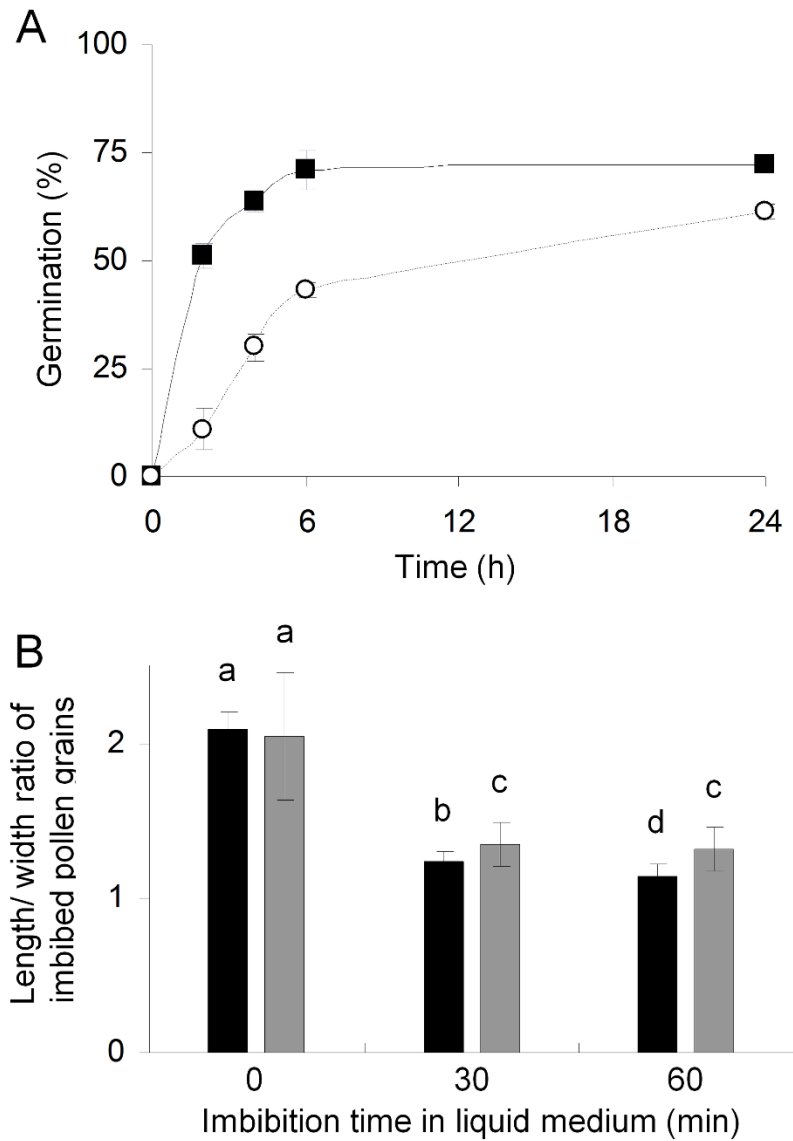 A
100
75
50
25
0
Germination (%)
0 6 12 18 24
Time (h)
B
a a
b c
d c
2
1
0
Length/ width ratio of
imbibed pollen grains
0 30 60
Imbibition time in liquid medium (min)